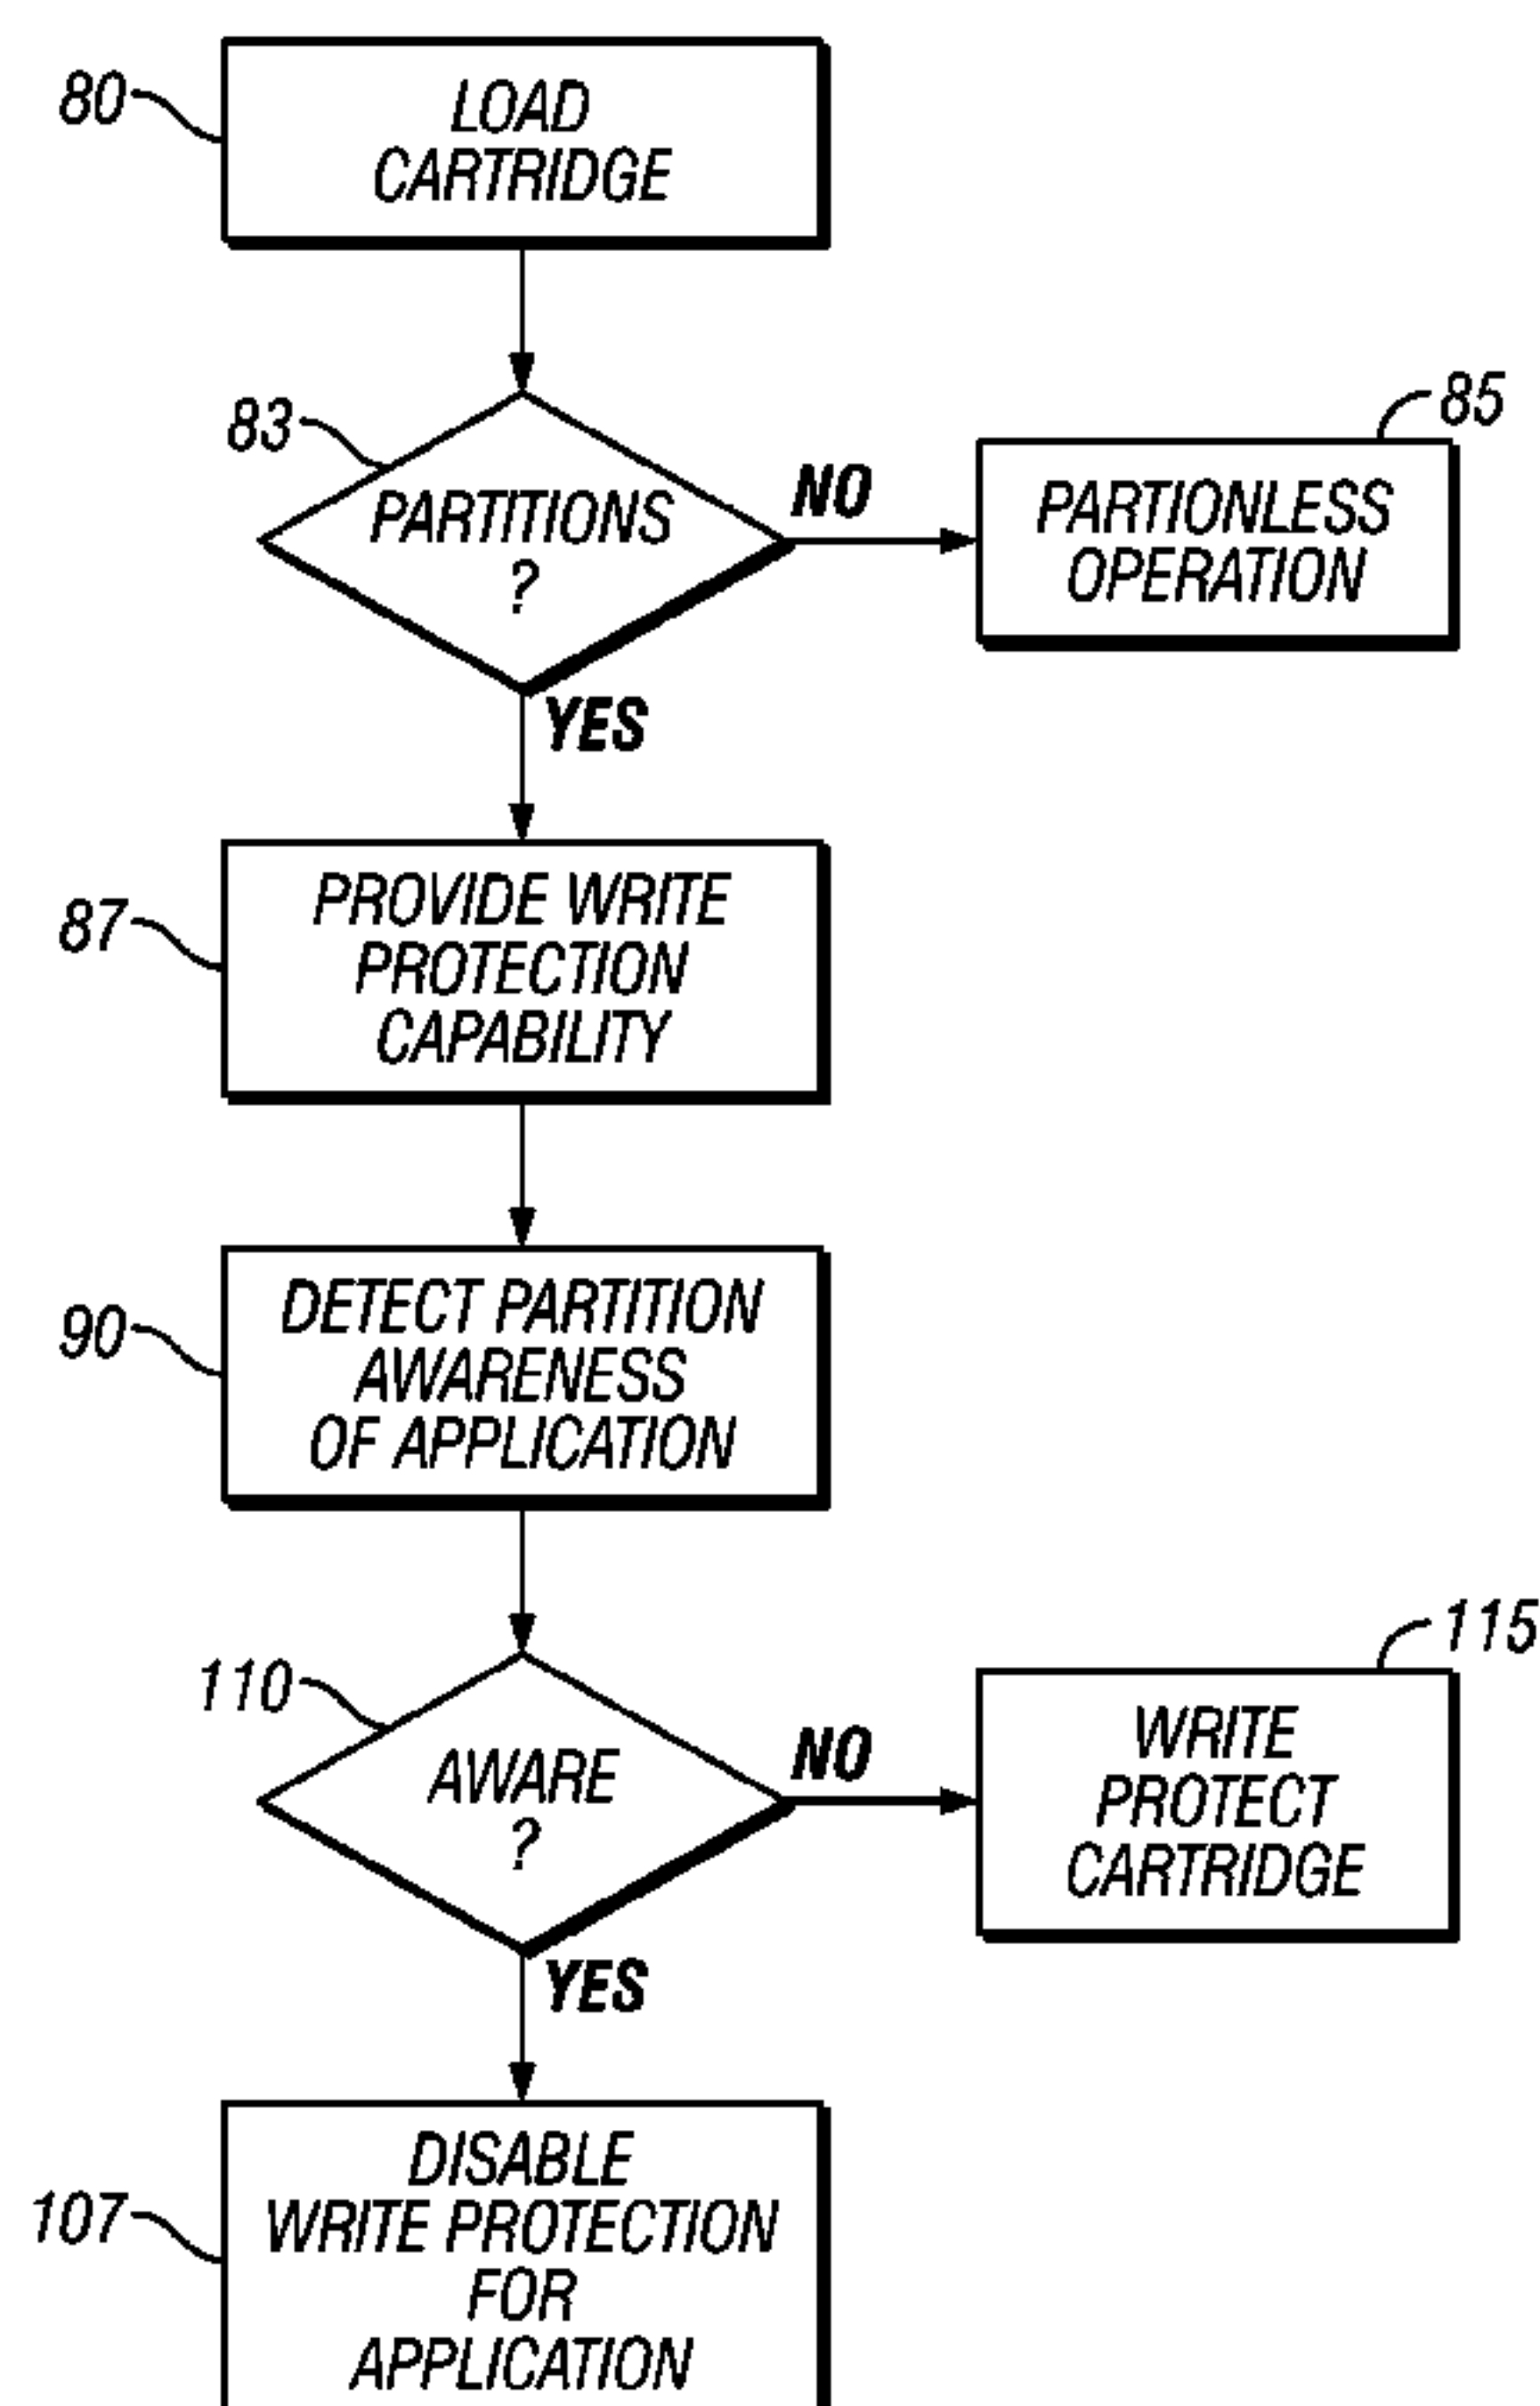 80
LOAD
CARTRIDGE
83
PARTITIONS
?
NO
85
PARTIONLESS
OPERATION
YES
87
PROVIDE WRITE
PROTECTION
CAPABILITY
90
DETECT PARTITION
AWARENESS
OF APPLICATION
110
AWARE
?
NO
115
WRITE
PROTECT
CARTRIDGE
YES
107
DISABLE
WRITE PROTECTION
FOR
APPLICATION